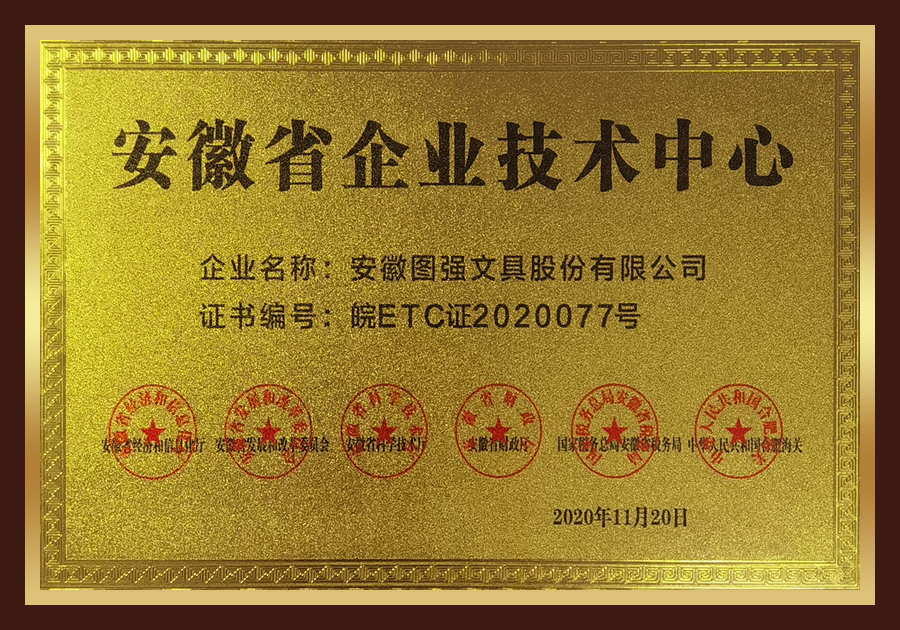 安徽省企业技术中心
企业名称：安徽图强文具股份有限公司
证书编号：皖ETC证2020077号
安徽省经济和信息化厅 安徽省发展和改革委员会 安徽省科学技术厅 安徽省财政厅 国家税务总局安徽省税务局 中华人民共和国合肥海关
2020年11月20日